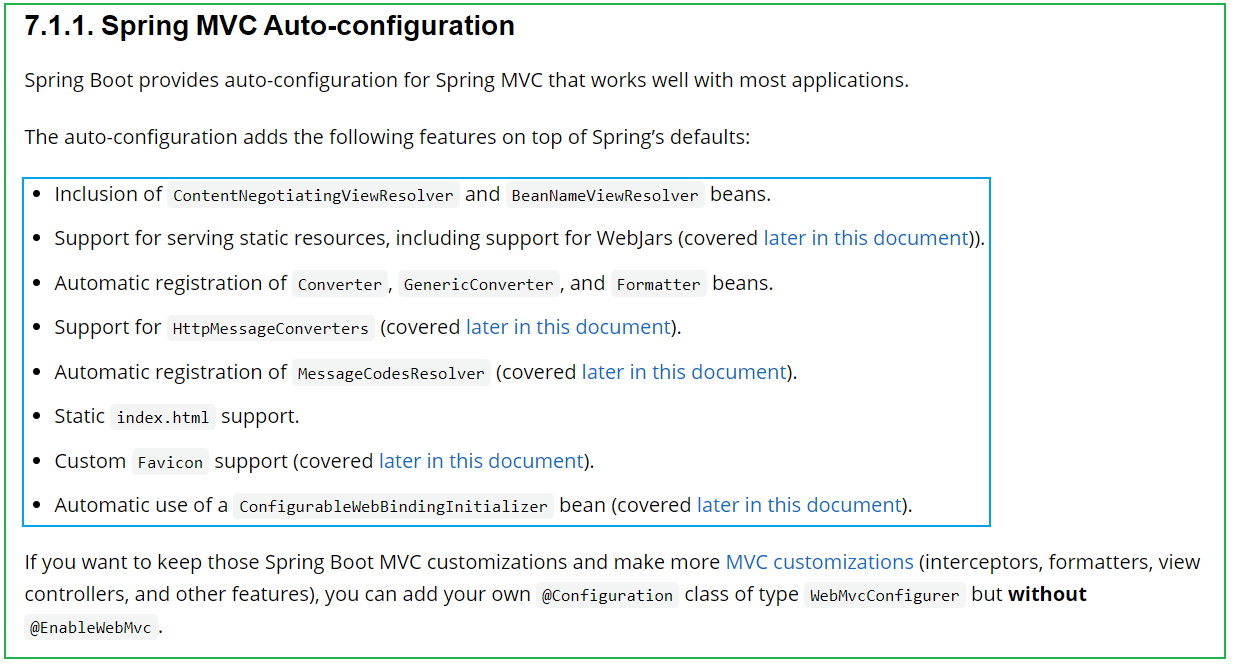 7.1.1. Spring MVC Auto-configuration
Spring Boot provides auto-configuration for Spring MVC that works well with most applications.
The auto-configuration adds the following features on top of Spring’s defaults:
• Inclusion of ContentNegotiatingViewResolver and BeanNameViewResolver beans.
• Support for serving static resources, including support for WebJars (covered later in this document)).
• Automatic registration of Converter, GenericConverter, and Formatter beans.
• Support for HttpMessageConverters (covered later in this document).
• Automatic registration of MessageCodesResolver (covered later in this document).
• Static index.html support.
• Custom Favicon support (covered later in this document).
• Automatic use of a ConfigurableWebBindingInitializer bean (covered later in this document).
If you want to keep those Spring Boot MVC customizations and make more MVC customizations (interceptors, formatters, view
controllers, and other features), you can add your own @Configuration class of type WebMvcConfigurer but without
@EnableWebMvc.